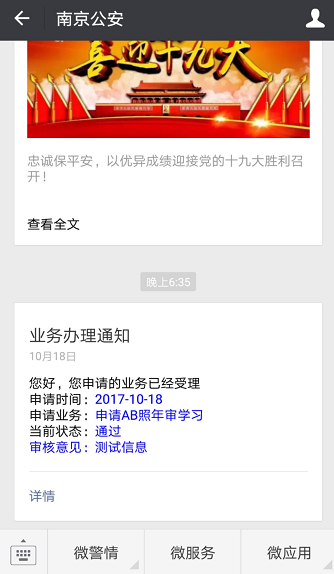 南京公安
喜迎十九大
忠诚保平安，以优异成绩迎接党的十九大胜利召
开！
查看全文
晚上6:35
业务办理通知
10月18日
您好，您申请的业务已经受理
申请时间：2017-10-18
申请业务：申请AB照年审学习
当前状态：通过
审核意见：测试信息
详情
微警情
微服务
微应用